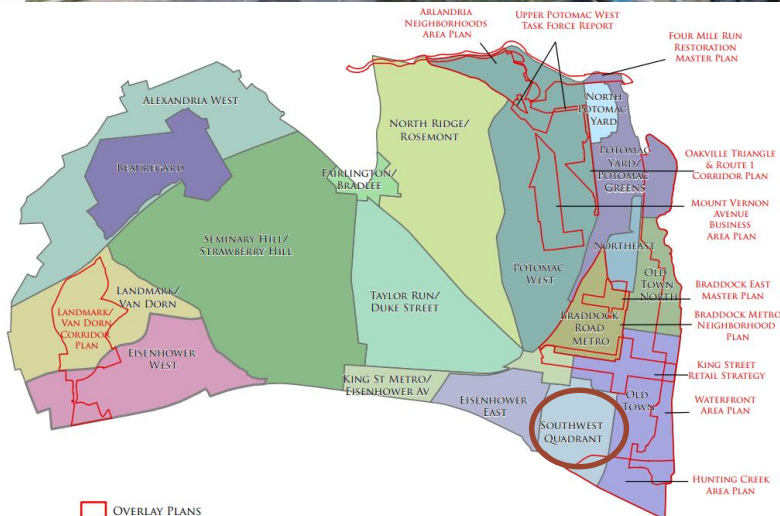 ARLANDRIA
NEIGHBORHOODS
AREA PLAN
UPPER POTOMAC WEST
TASK FORCE REPORT
FOUR MILE RUN
RESTORATION
MASTER PLAN
ALEXANDRIA WEST
NORTH RIDGE/
ROSEMONT
NORTH
POTOMAC
YARD
BEAUREGARD
FAIRLINGTON/
BRADLEE
POTOMAC
YARD/
POTOMAC
GREENS
OAKVILLE TRIANGLE
& ROUTE 1
CORRIDOR PLAN
MOUNT VERNON
AVENUE
BUSINESS
AREA PLAN
SEMINARY HILL/
STRAWBERRY HILL
NORTHEAST
POTOMAC
WEST
OLD
TOWN
NORTH
LANDMARK/
VAN DORN
TAYLOR RUN/
DUKE STREET
BRADDOCK EAST
MASTER PLAN
LANDMARK/
VAN DORN
CORRIDOR
PLAN
BRADDOCK
ROAD
METRO
BRADDOCK METRO
NEIGHBORHOOD
PLAN
EISENHOWER
WEST
KING ST METRO/
EISENHOWER AV
KING STREET
RETAIL STRATEGY
EISENHOWER
EAST
OLD
TOWN
WATERFRONT
AREA PLAN
SOUTHWEST
QUADRANT
HUNTING CREEK
AREA PLAN
OVERLAY PLANS